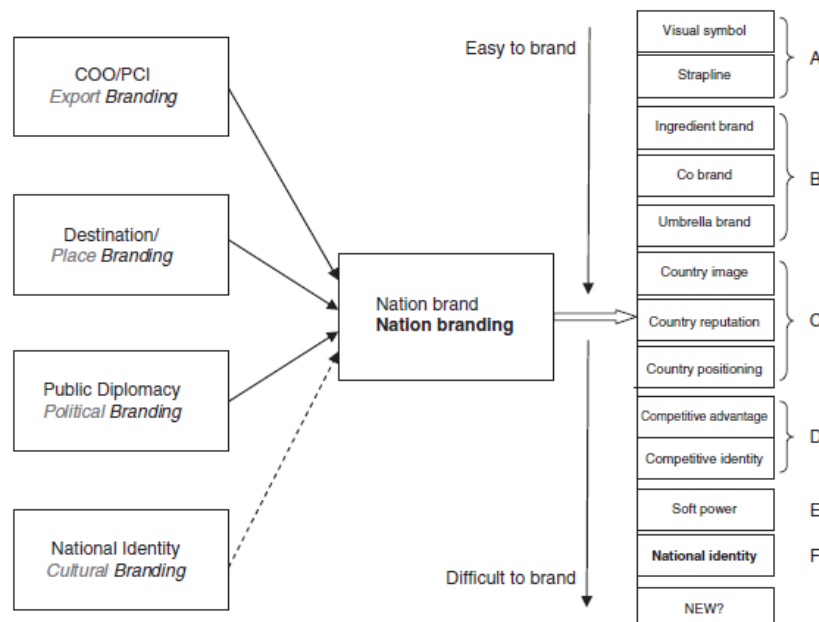 COO/PCI
Export Branding
Destination/
Place Branding
Public Diplomacy
Political Branding
National Identity
Cultural Branding
Nation brand
Nation branding
Easy to brand
Difficult to brand
Visual symbol
Strapline
A
Ingredient brand
Co brand
Umbrella brand
B
Country image
Country reputation
Country positioning
C
Competitive advantage
Competitive identity
D
Soft power
E
National identity
F
NEW?